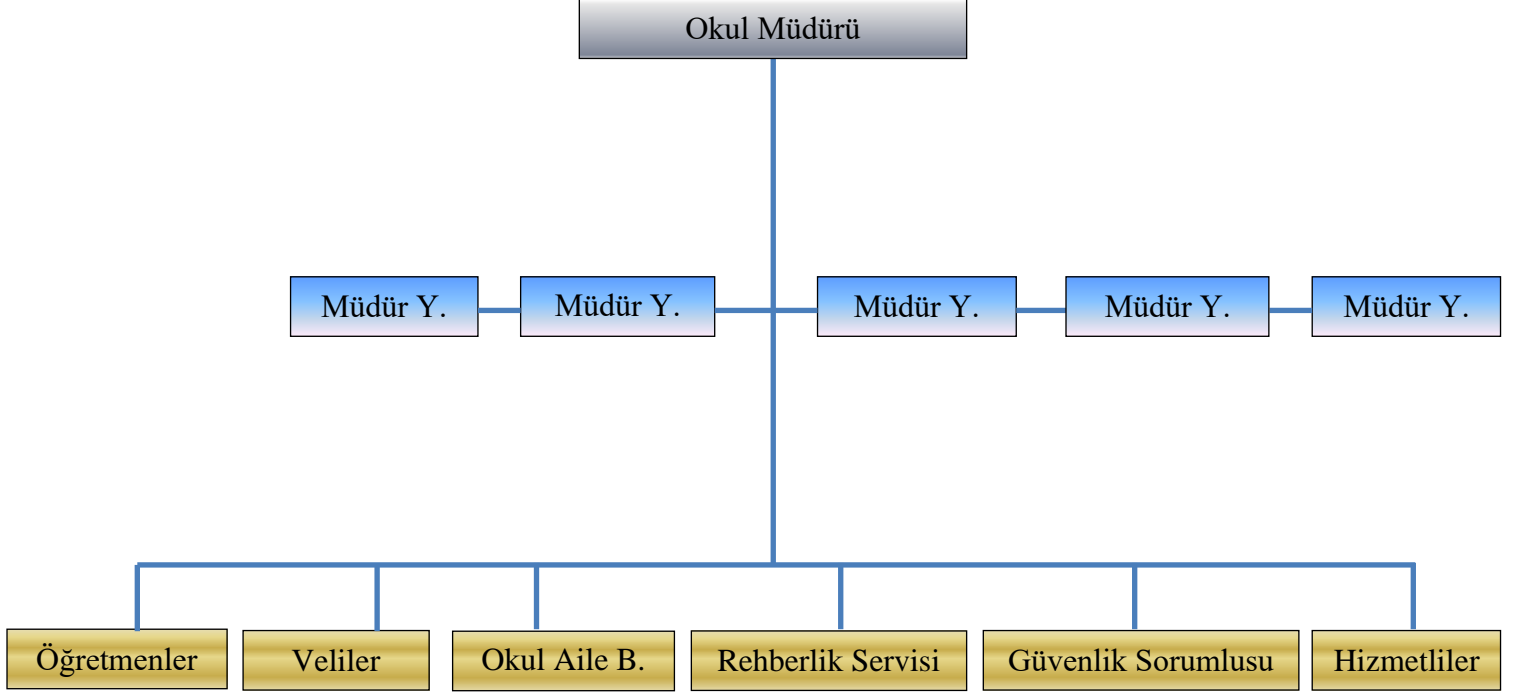 Okul Müdürü
Müdür Y.
Müdür Y.
Müdür Y.
Müdür Y.
Müdür Y.
Öğretmenler
Veliler
Okul Aile B.
Rehberlik Servisi
Güvenlik Sorumlusu
Hizmetliler